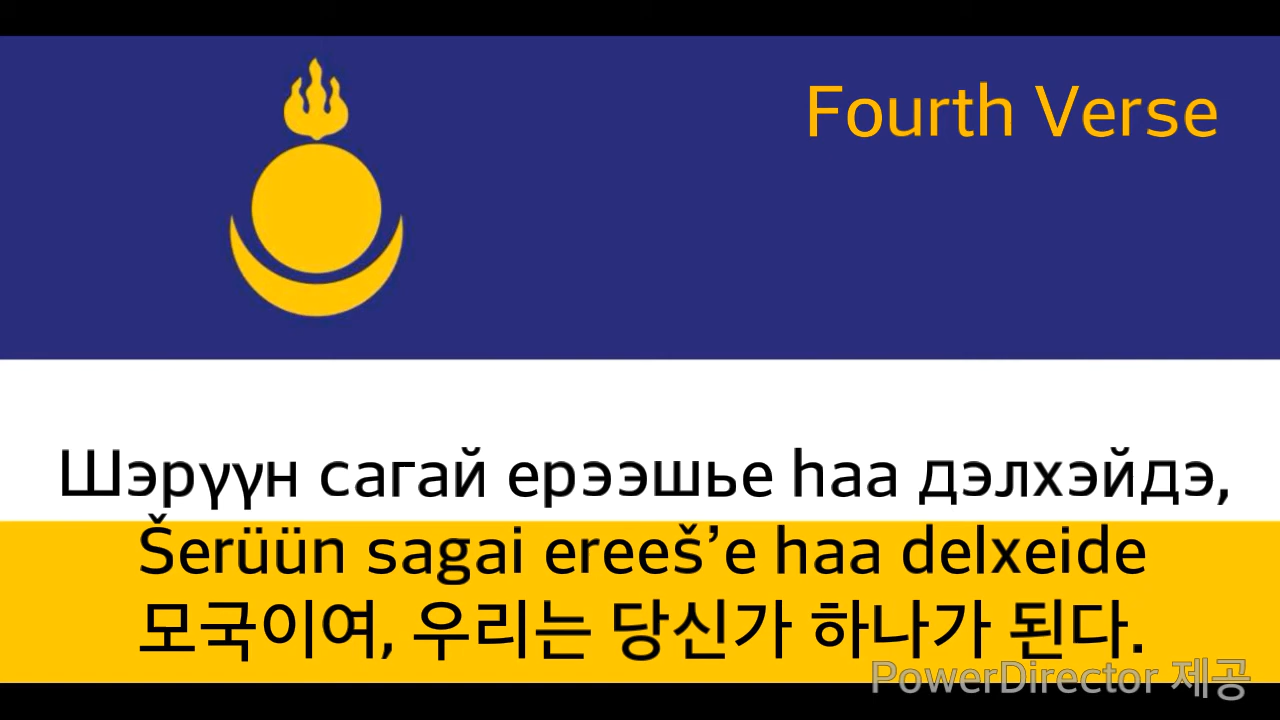 Fourth Verse
Шэрүүн сагай ерээшье һаа дэлхэйдэ,
Šerüün sagai ereeš’e haa delxeide
모국이여, 우리는 당신가 하나가 된다.
PowerDirector 제공